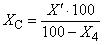 X_C = X' · 100 / 100 − X_4